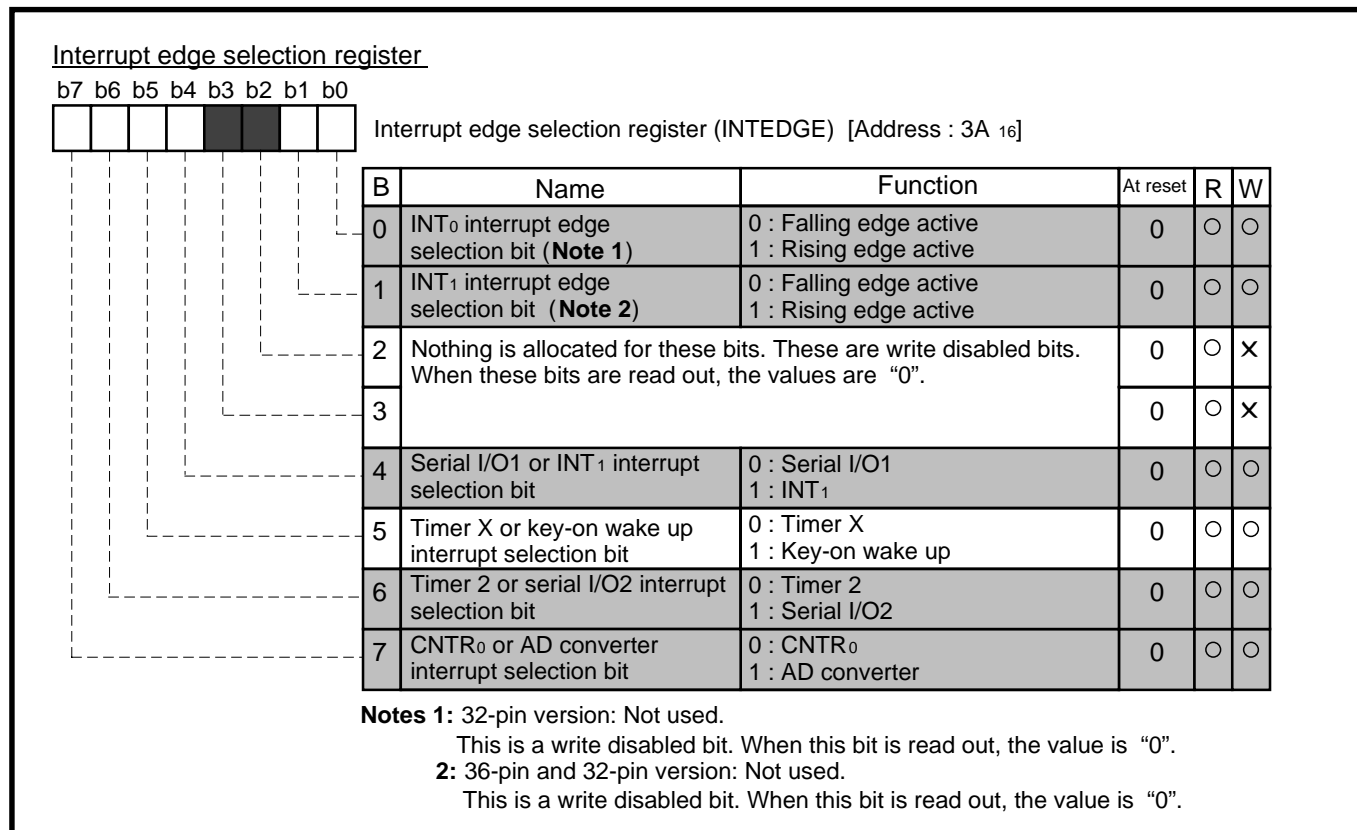 Interrupt edge selection register
b7 b6 b5 b4 b3 b2 b1 b0
Interrupt edge selection register (INTEDGE) [Address : 3A 16]
B Name Function At reset R W
0 INT0 interrupt edge selection bit (Note 1) 0 : Falling edge active 1 : Rising edge active 0 ○ ○
1 INT1 interrupt edge selection bit (Note 2) 0 : Falling edge active 1 : Rising edge active 0 ○ ○
2 Nothing is allocated for these bits. These are write disabled bits. When these bits are read out, the values are “0”. 0 ○ ×
3 0 ○ ×
4 Serial I/O1 or INT1 interrupt selection bit 0 : Serial I/O1 1 : INT1 0 ○ ○
5 Timer X or key-on wake up interrupt selection bit 0 : Timer X 1 : Key-on wake up 0 ○ ○
6 Timer 2 or serial I/O2 interrupt selection bit 0 : Timer 2 1 : Serial I/O2 0 ○ ○
7 CNTR0 or AD converter interrupt selection bit 0 : CNTR0 1 : AD converter 0 ○ ○
Notes 1: 32-pin version: Not used.
This is a write disabled bit. When this bit is read out, the value is “0”.
2: 36-pin and 32-pin version: Not used.
This is a write disabled bit. When this bit is read out, the value is “0”.